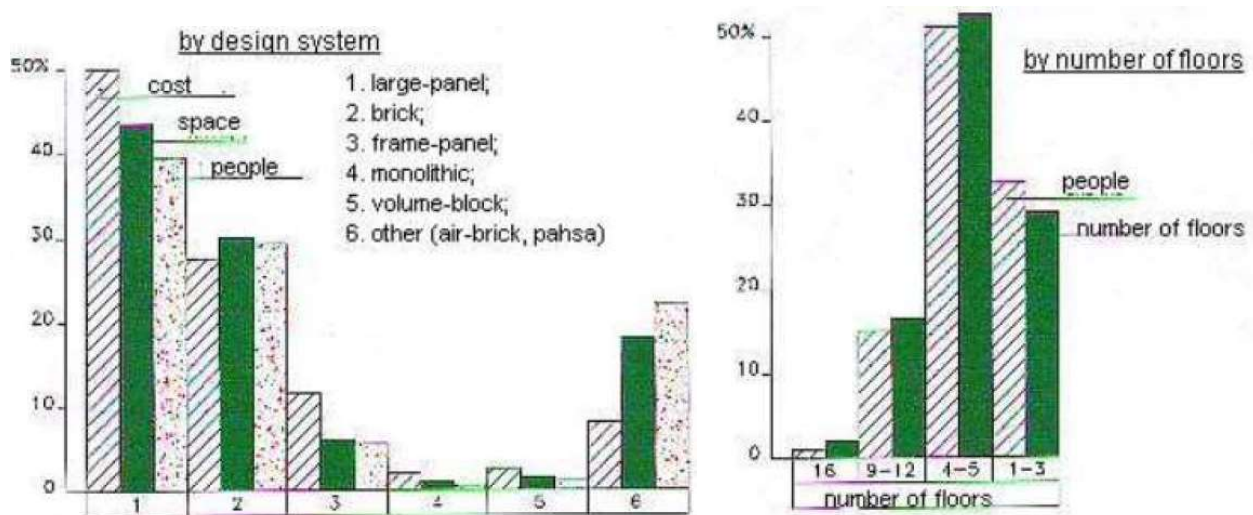 by design system
50%
cost
space
people
40
30
20
10
0
1. large-panel;
2. brick;
3. frame-panel;
4. monolithic;
5. volume-block;
6. other (air-brick, pahsa)
1 2 3 4 5 6
by number of floors
50%
40
30
20
10
0
people
number of floors
16 9-12 4-5 1-3
number of floors